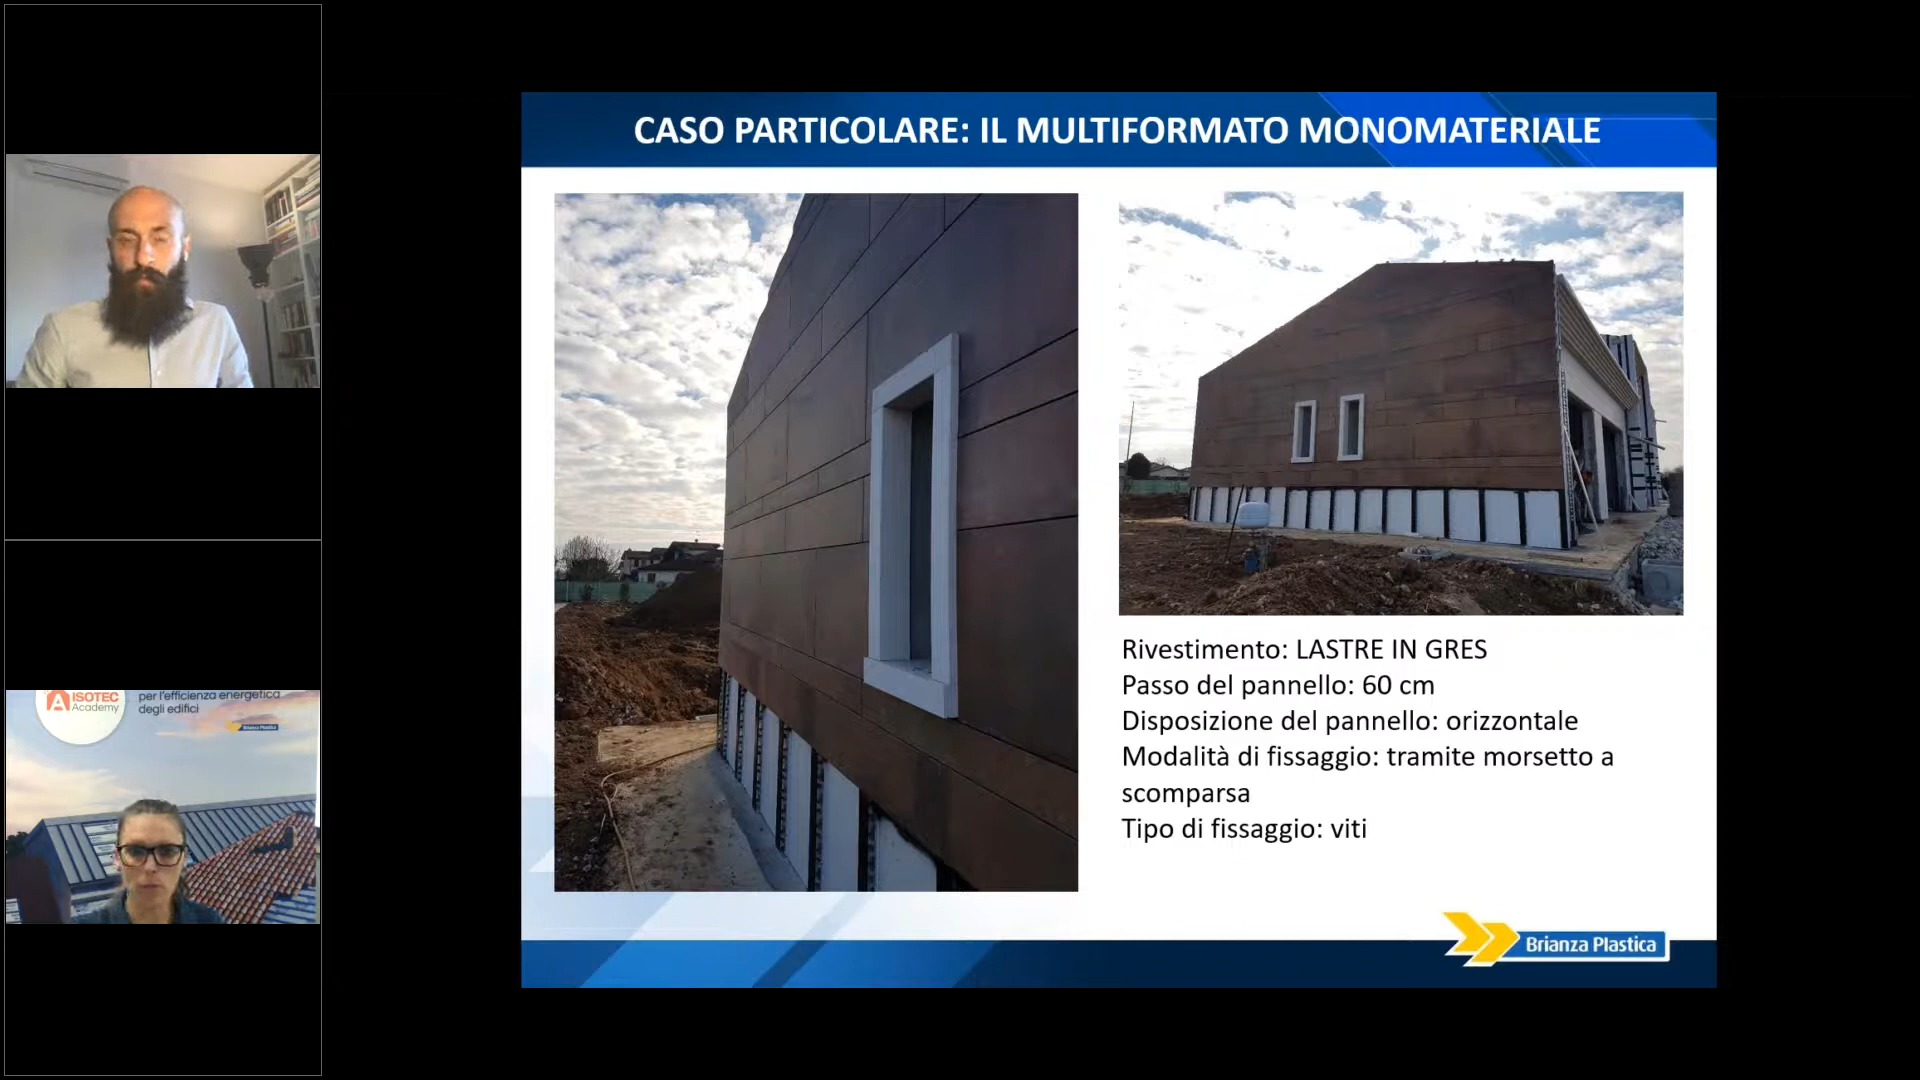 CASO PARTICOLARE: IL MULTIFORMATO MONOMATERIALE
Rivestimento: LASTRE IN GRES
Passo del pannello: 60 cm
Disposizione del pannello: orizzontale
Modalità di fissaggio: tramite morsetto a
scomparsa
Tipo di fissaggio: viti
Brianza Plastica
ISOTEC
Academy
per l'efficienza energetica
degli edifici
Brianza Plastica